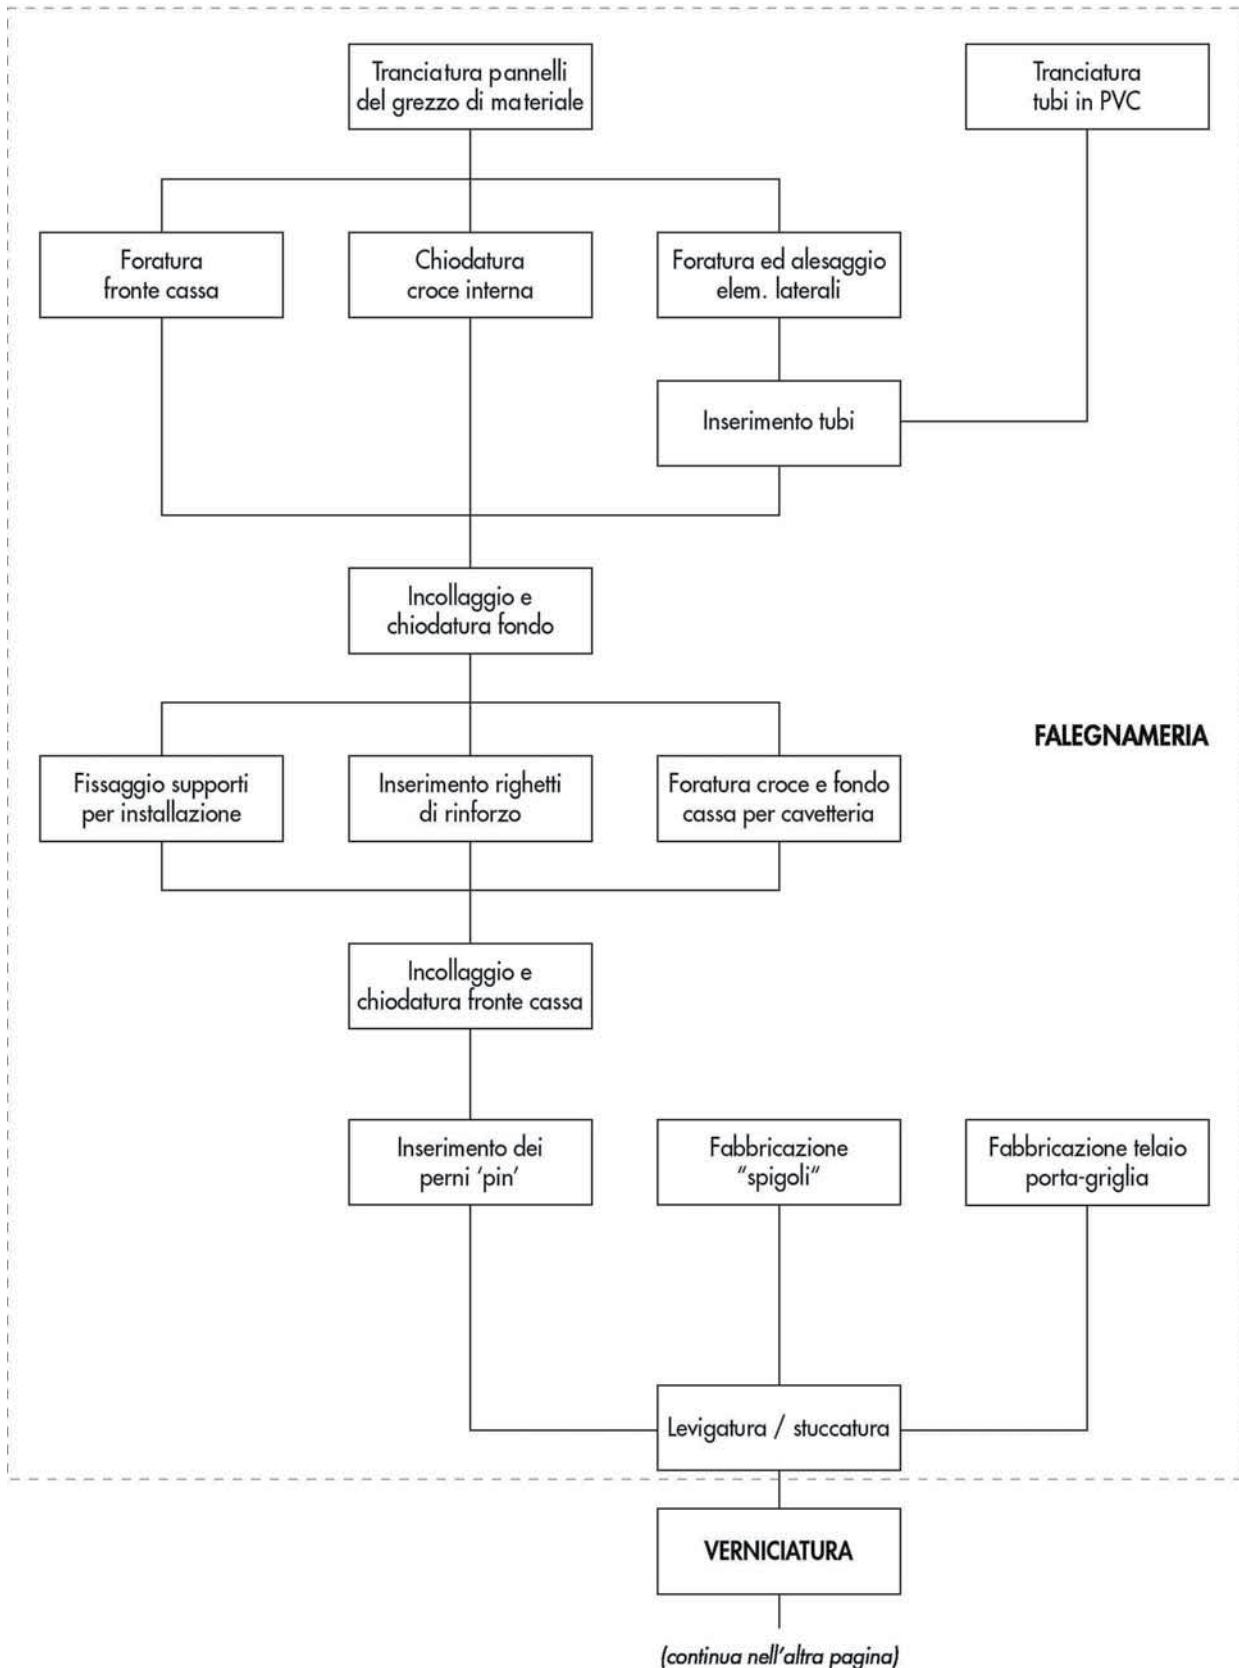 Tranciatura pannelli
del grezzo di materiale
Tranciatura
tubi in PVC
Foratura
fronte cassa
Chiodatura
croce interna
Foratura ed alesaggio
elem. laterali
Inserimento tubi
Incollaggio e
chiodatura fondo
FALEGNAMERIA
Fissaggio supporti
per installazione
Inserimento righetti
di rinforzo
Foratura croce e fondo
cassa per cavetteria
Incollaggio e
chiodatura fronte cassa
Inserimento dei
perni ‘pin’
Fabbricazione
“spigoli“
Fabbricazione telaio
porta-griglia
Levigatura / stuccatura
VERNICIATURA
(continua nell’altra pagina)